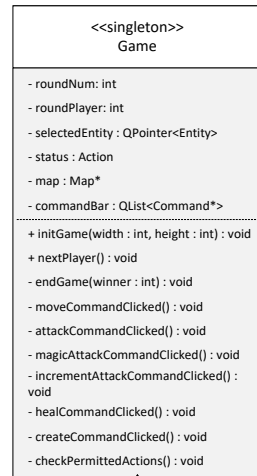 <<singleton>>
Game
- roundNum: int
- roundPlayer: int
- selectedEntity : QPointer<Entity>
- status : Action
- map : Map*
- commandBar : QList<Command*>
+ initGame(width : int, height : int) : void
+ nextPlayer() : void
- endGame(winner : int) : void
- moveCommandClicked() : void
- attackCommandClicked() : void
- magicAttackCommandClicked() : void
- incrementAttackCommandClicked() :
void
- healCommandClicked() : void
- createCommandClicked() : void
- checkPermittedActions() : void